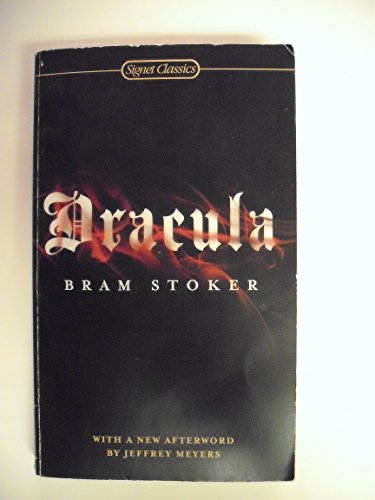 Signet Classics
Dracula
BRAM STOKER
WITH A NEW AFTERWORD
BY JEFFREY MEYERS